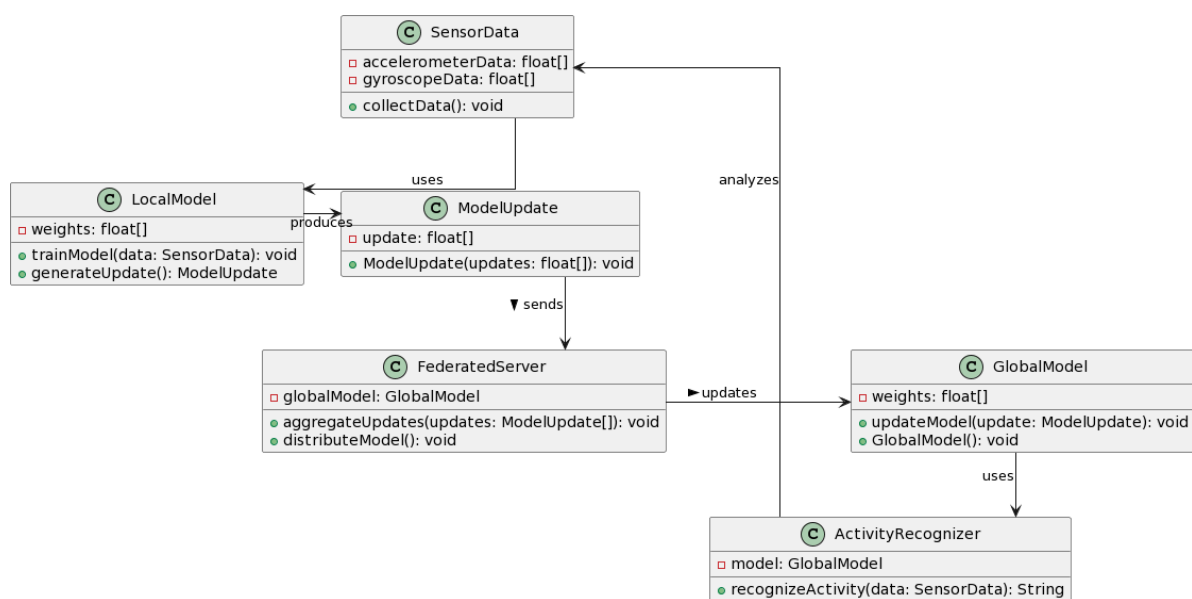 C SensorData
accelerometerData: float[]
gyroscopeData: float[]
collectData(): void
uses
analyzes
C LocalModel
weights: float[]
trainModel(data: SensorData): void
generateUpdate(): ModelUpdate
produces
C ModelUpdate
update: float[]
ModelUpdate(updates: float[]): void
sends
C FederatedServer
globalModel: GlobalModel
aggregateUpdates(updates: ModelUpdate[]): void
distributeModel(): void
updates
C GlobalModel
weights: float[]
updateModel(update: ModelUpdate): void
GlobalModel(): void
uses
C ActivityRecognizer
model: GlobalModel
recognizeActivity(data: SensorData): String